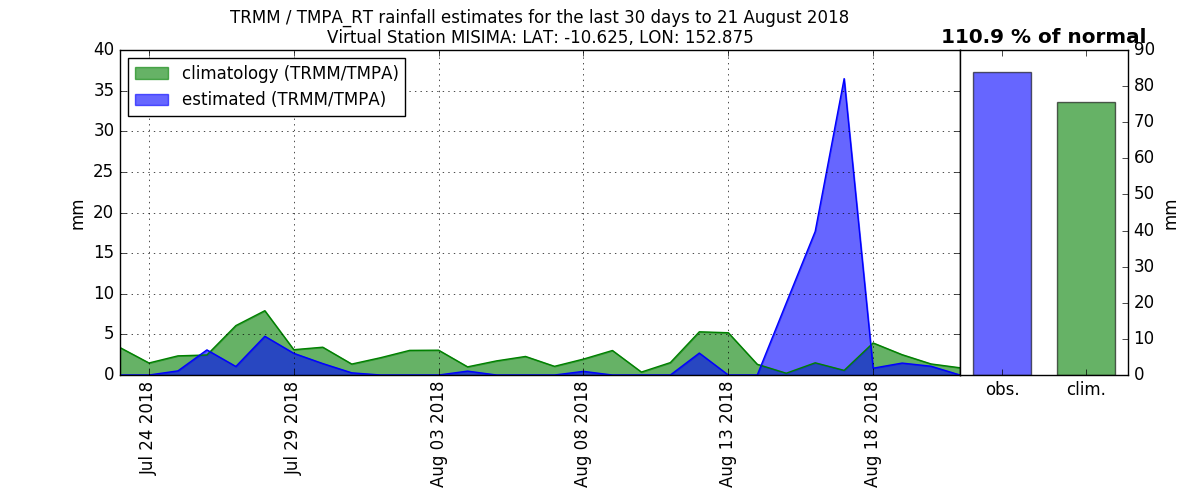 TRMM / TMPA_RT rainfall estimates for the last 30 days to 21 August 2018
Virtual Station MISIMA: LAT: -10.625, LON: 152.875
110.9 % of normal
climatology (TRMM/TMPA)
estimated (TRMM/TMPA)
40
35
30
25
20
15
10
5
0
mm
Jul 24 2018
Jul 29 2018
Aug 03 2018
Aug 08 2018
Aug 13 2018
Aug 18 2018
90
80
70
60
50
40
30
20
10
0
mm
obs.
clim.